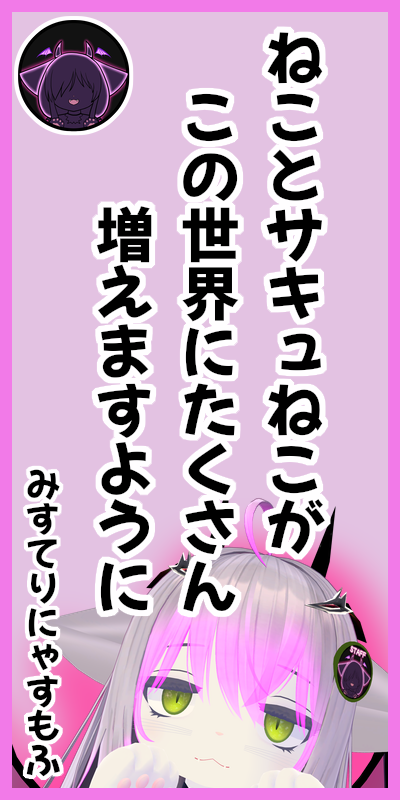 ねことサキュねこが
この世界にたくさん
増えますように
みすてりにゃすもふ
STAFF